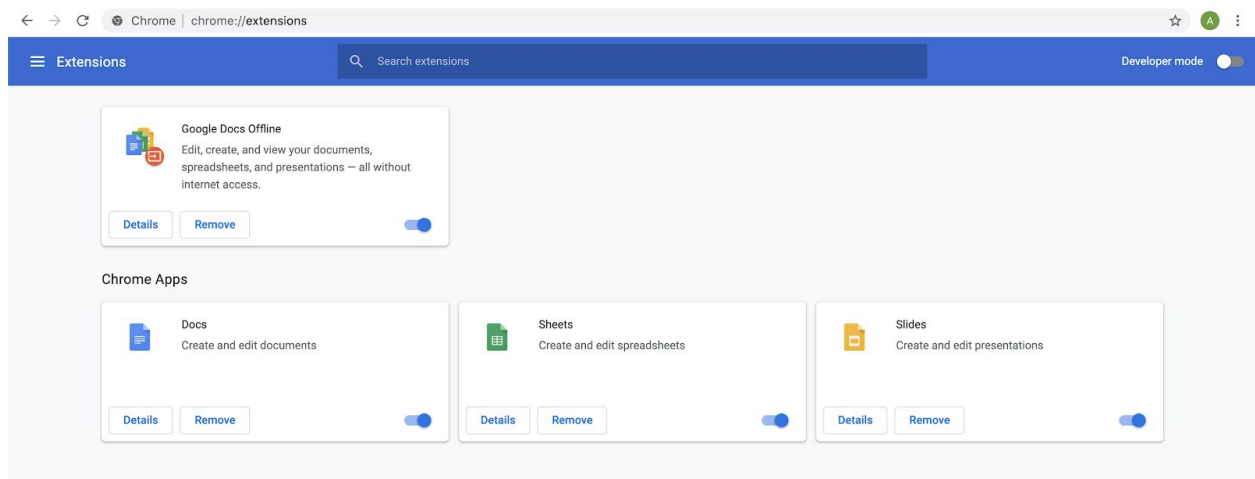 Chrome | chrome://extensions
A
Extensions
Search extensions
Developer mode
Google Docs Offline
Edit, create, and view your documents,
spreadsheets, and presentations — all without
internet access.
Details Remove
Chrome Apps
Docs
Create and edit documents
Details Remove
Sheets
Create and edit spreadsheets
Details Remove
Slides
Create and edit presentations
Details Remove